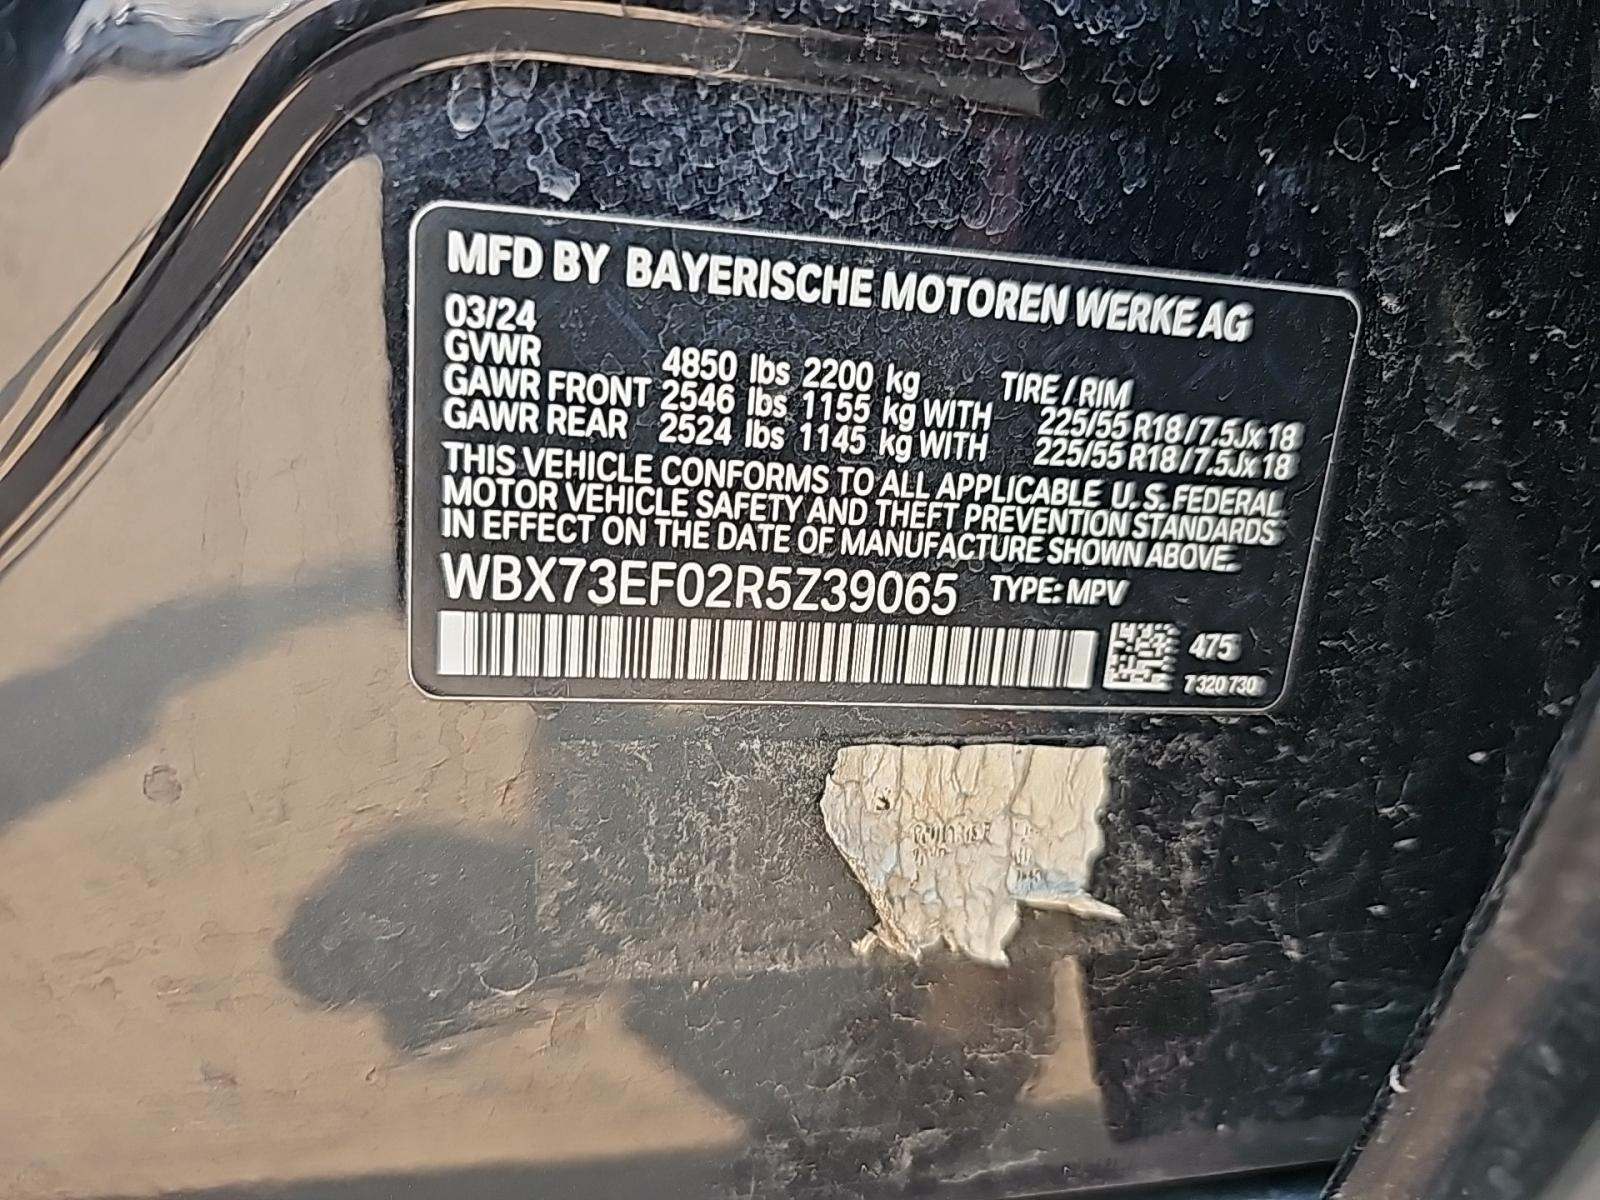 MFD BY BAYERISCHE MOTOREN WERKE AG
03/24
GVWR 4850 lbs 2200 kg TIRE / RIM
GAWR FRONT 2546 lbs 1155 kg WITH 225/55 R18 / 7.5Jx18
GAWR REAR 2524 lbs 1145 kg WITH 225/55 R18 / 7.5Jx18
THIS VEHICLE CONFORMS TO ALL APPLICABLE U.S. FEDERAL
MOTOR VEHICLE SAFETY AND THEFT PREVENTION STANDARDS
IN EFFECT ON THE DATE OF MANUFACTURE SHOWN ABOVE.
WBX73EF02R5Z39065 TYPE: MPV
475
7320730